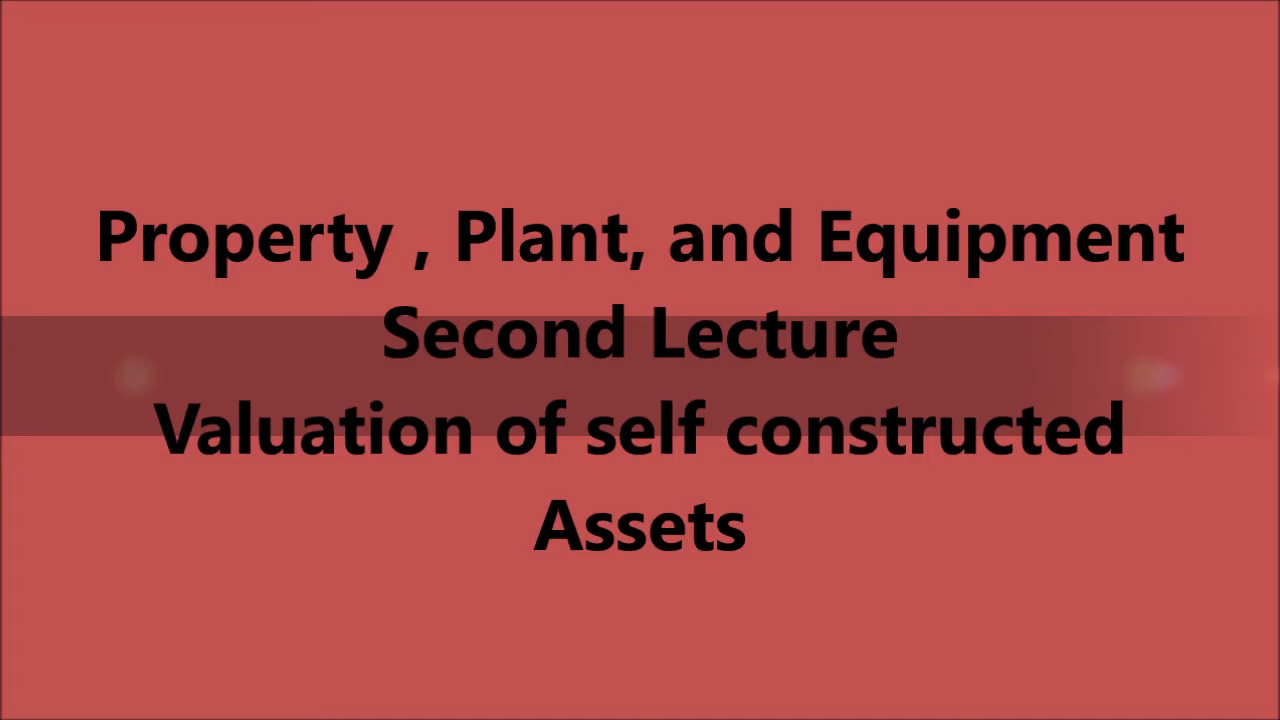 Property , Plant, and Equipment
Second Lecture
Valuation of self constructed
Assets